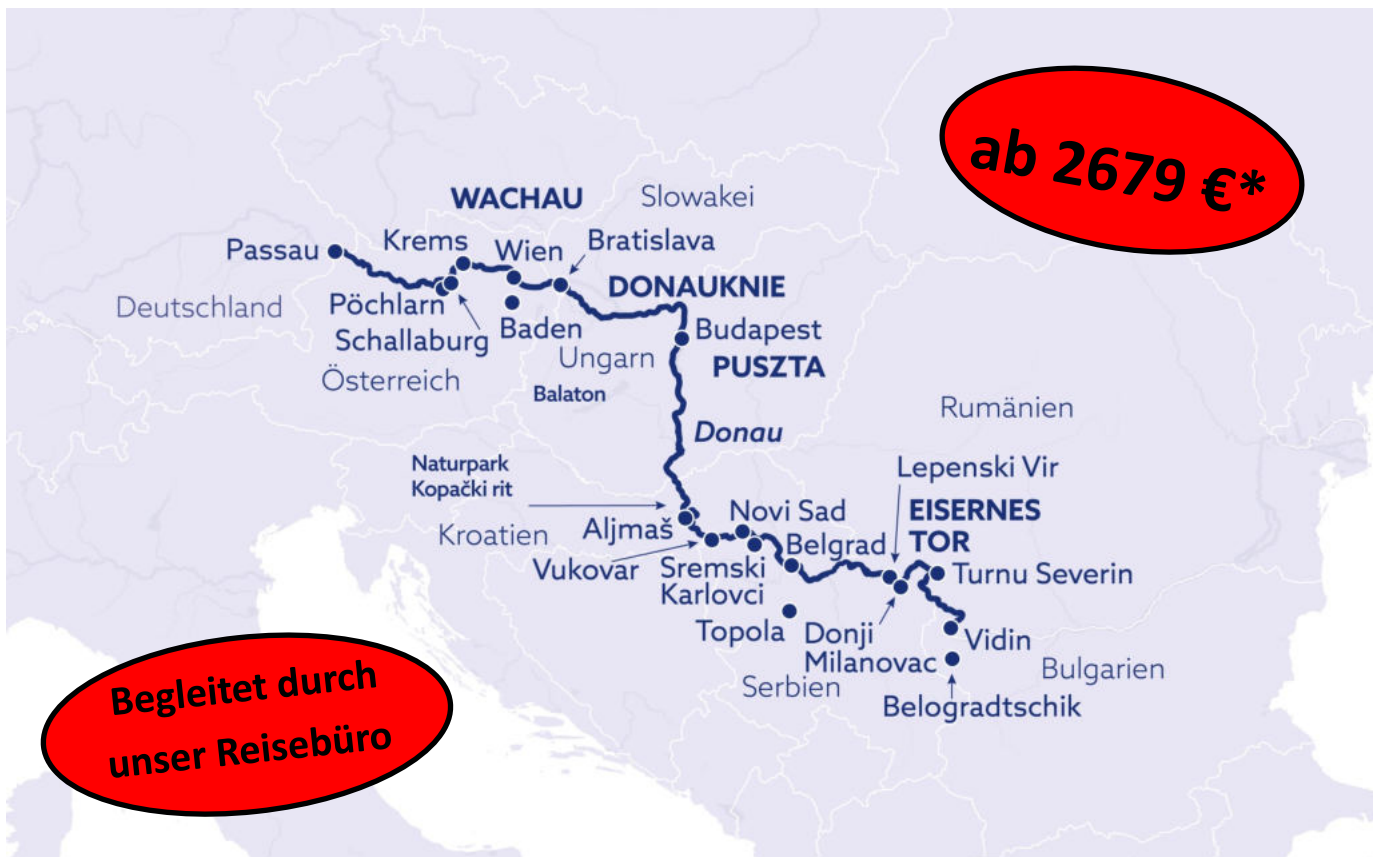 ab 2679 €*
WACHAU
Slowakei
Passau
Krems
Wien
Bratislava
Deutschland
Pöchlarn
Schallaburg
Baden
DONAUKNIE
Budapest
PUSZTA
Ungarn
Österreich
Balaton
Donau
Rumänien
Naturpark
Kopački rit
Kroatien
Aljmaš
Vukovar
Novi Sad
Sremski
Karlovci
Belgrad
Lepenski Vir
EISERNES
TOR
Turnu Severin
Topola
Donji
Milanovac
Vidin
Serbien
Bulgarien
Belogradtschik
Begleitet durch
unser Reisebüro